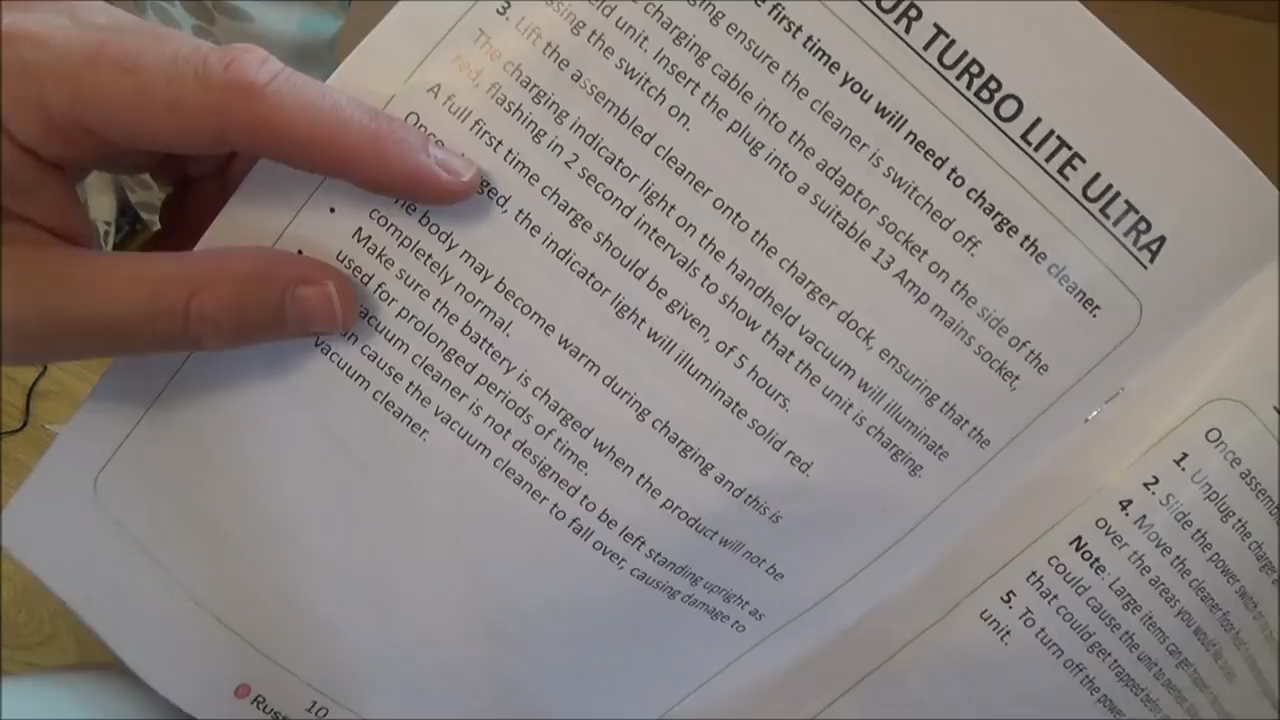 OUR TURBO LITE ULTRA
first time you will need to charge the cleaner.
ensure the cleaner is switched off.
charging cable into the adaptor socket on the side of the
unit. Insert the plug into a suitable 13 Amp mains socket,
the switch on.
3. Lift the assembled cleaner onto the charger dock, ensuring that the
The charging indicator light on the handheld vacuum will illuminate
red, flashing in 2 second intervals to show that the unit is charging.
A full first time charge should be given, of 5 hours.
Once the indicator light will illuminate solid red.
• body may become warm during charging and this is
completely normal.
• Make sure the battery is charged when the product will not be
used for prolonged periods of time.
vacuum cleaner is not designed to be left standing upright as
cause the vacuum cleaner to fall over, causing damage to
vacuum cleaner.
10
Once
1. Unplug the charger
2. Slide the power switch
4. Move the cleaner floor head
over the areas you would like
Note: Large items can get
could cause the unit to
that could get trapped before
5. To turn off the power
unit.